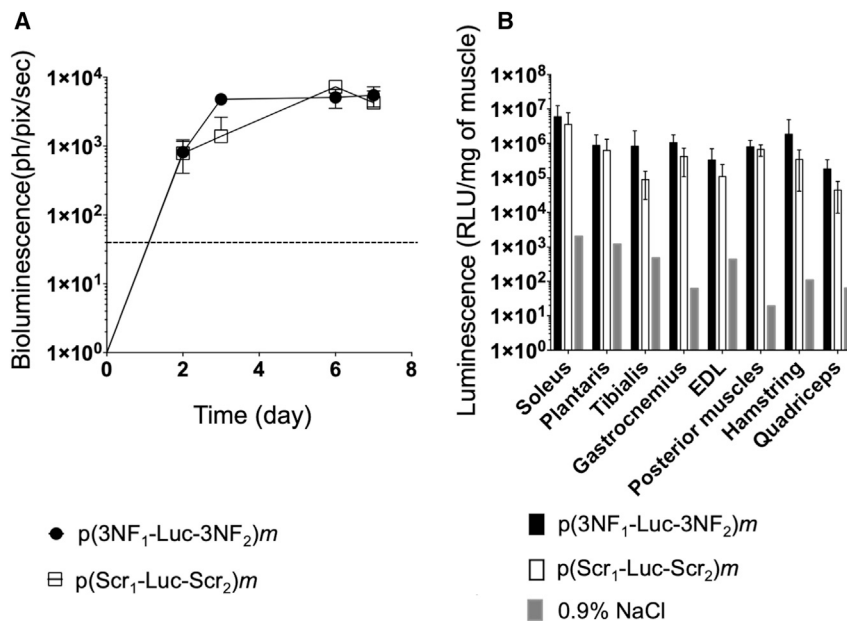 A
Bioluminescence(ph/pix/sec)
1×10⁴
1×10³
1×10²
1×10¹
1×10⁰
0 2 4 6 8
Time (day)
p(3NF₁-Luc-3NF₂)m
p(Scr₁-Luc-Scr₂)m
B
Luminescence (RLU/mg of muscle)
1×10⁸
1×10⁷
1×10⁶
1×10⁵
1×10⁴
1×10³
1×10²
1×10¹
1×10⁰
Soleus
Plantaris
Tibialis
Gastrocnemius
EDL
Posterior muscles
Hamstring
Quadriceps
p(3NF₁-Luc-3NF₂)m
p(Scr₁-Luc-Scr₂)m
0.9% NaCl